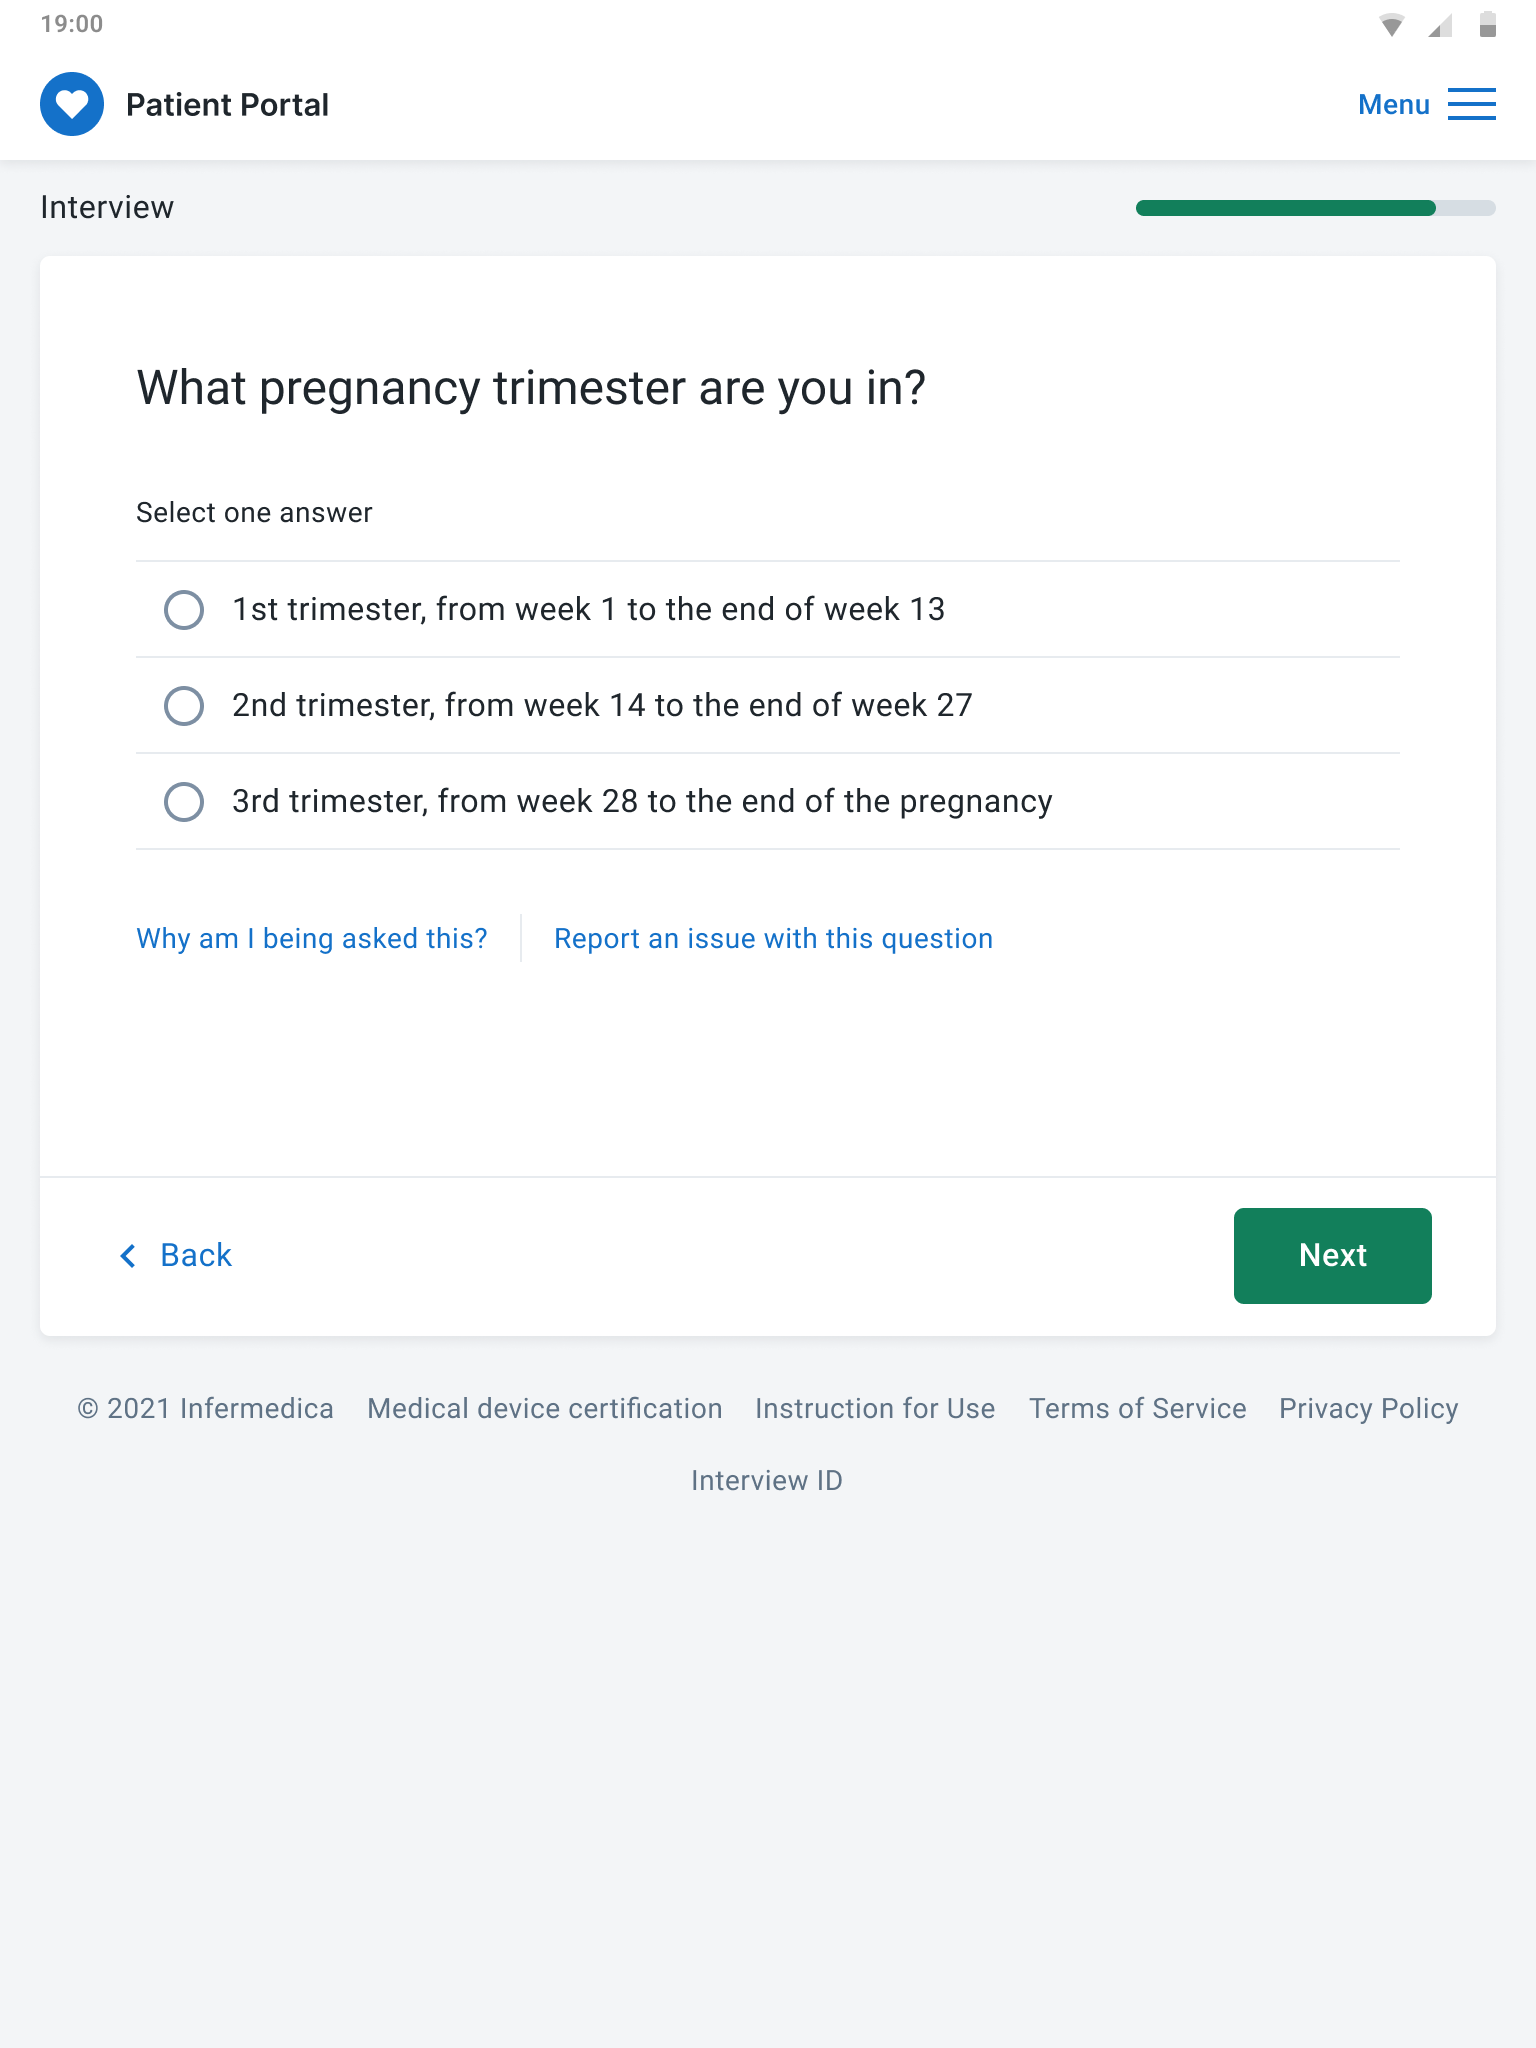 19:00
Patient Portal
Menu
Interview
What pregnancy trimester are you in?
Select one answer
1st trimester, from week 1 to the end of week 13
2nd trimester, from week 14 to the end of week 27
3rd trimester, from week 28 to the end of the pregnancy
Why am I being asked this? Report an issue with this question
Back
Next
© 2021 Infermedica Medical device certification Instruction for Use Terms of Service Privacy Policy
Interview ID